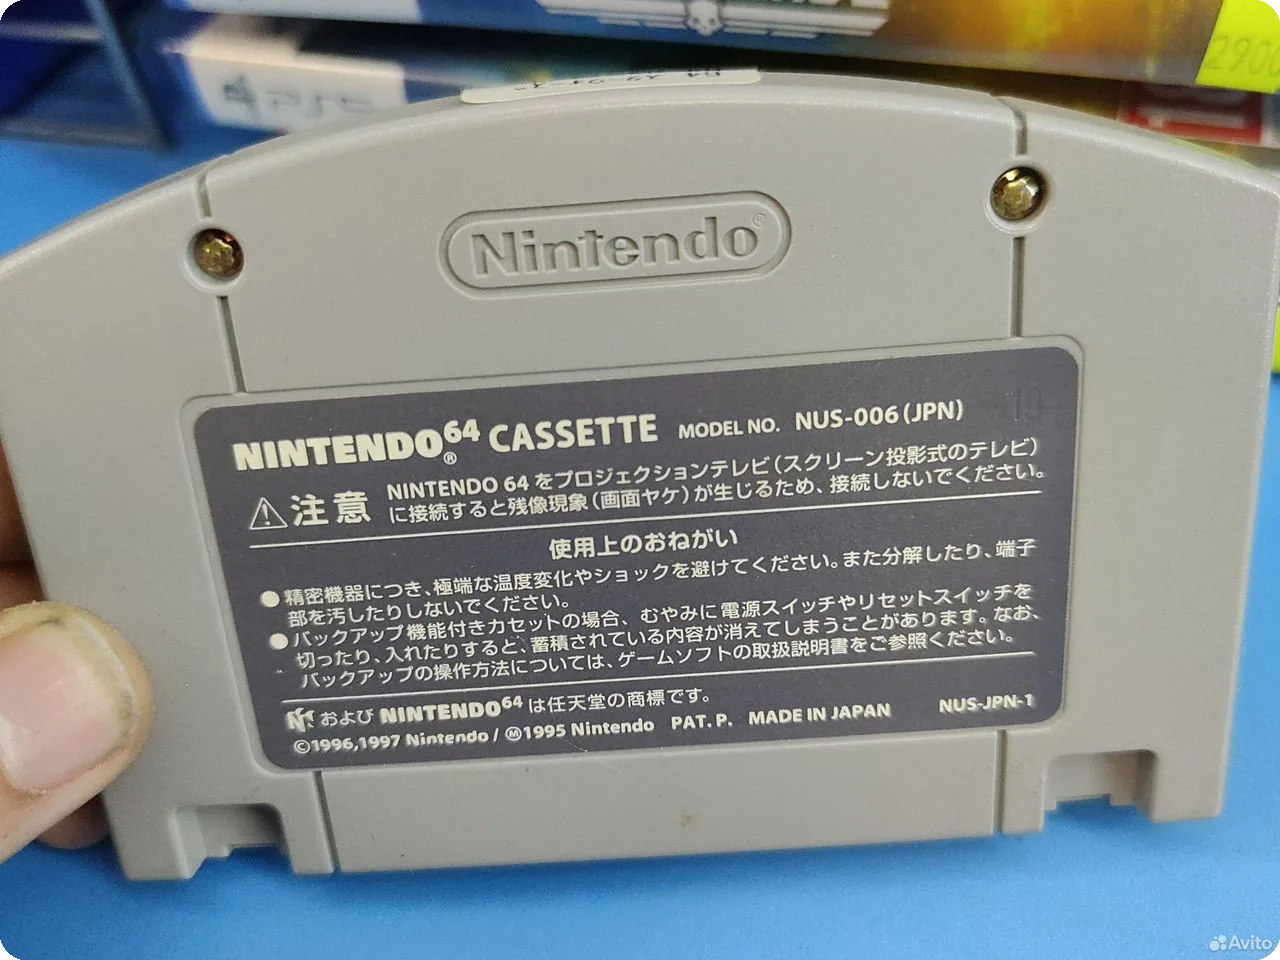 2900
PS5
Nintendo®
NINTENDO⁶⁴® CASSETTE MODEL NO. NUS-006(JPN)
10
⚠注意 NINTENDO 64をプロジェクションテレビ(スクリーン投影式のテレビ)
に接続すると残像現象(画面ヤケ)が生じるため、接続しないでください。
使用上のおねがい
●精密機器につき、極端な温度変化やショックを避けてください。また分解したり、端子
部を汚したりしないでください。
●バックアップ機能付きカセットの場合、むやみに電源スイッチやリセットスイッチを
切ったり、入れたりすると、蓄積されている内容が消えてしまうことがあります。なお、
バックアップの操作方法については、ゲームソフトの取扱説明書をご参照ください。
および NINTENDO⁶⁴ は任天堂の商標です。
©1996,1997 Nintendo / Ⓜ1995 Nintendo PAT. P. MADE IN JAPAN NUS-JPN-1
Avito